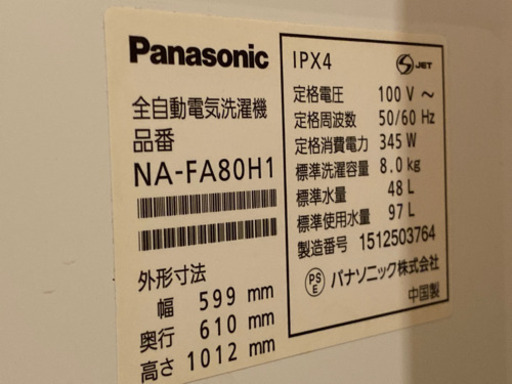 Panasonic
全自動電気洗濯機
品番
NA-FA80H1
外形寸法
幅 599 mm
奥行 610 mm
高さ 1012 mm
IPX4 S JET
定格電圧 100 V ~
定格周波数 50/60 Hz
定格消費電力 345 W
標準洗濯容量 8.0 kg
標準水量 48 L
標準使用水量 97 L
製造番号 1512503764
PS E パナソニック株式会社
中国製